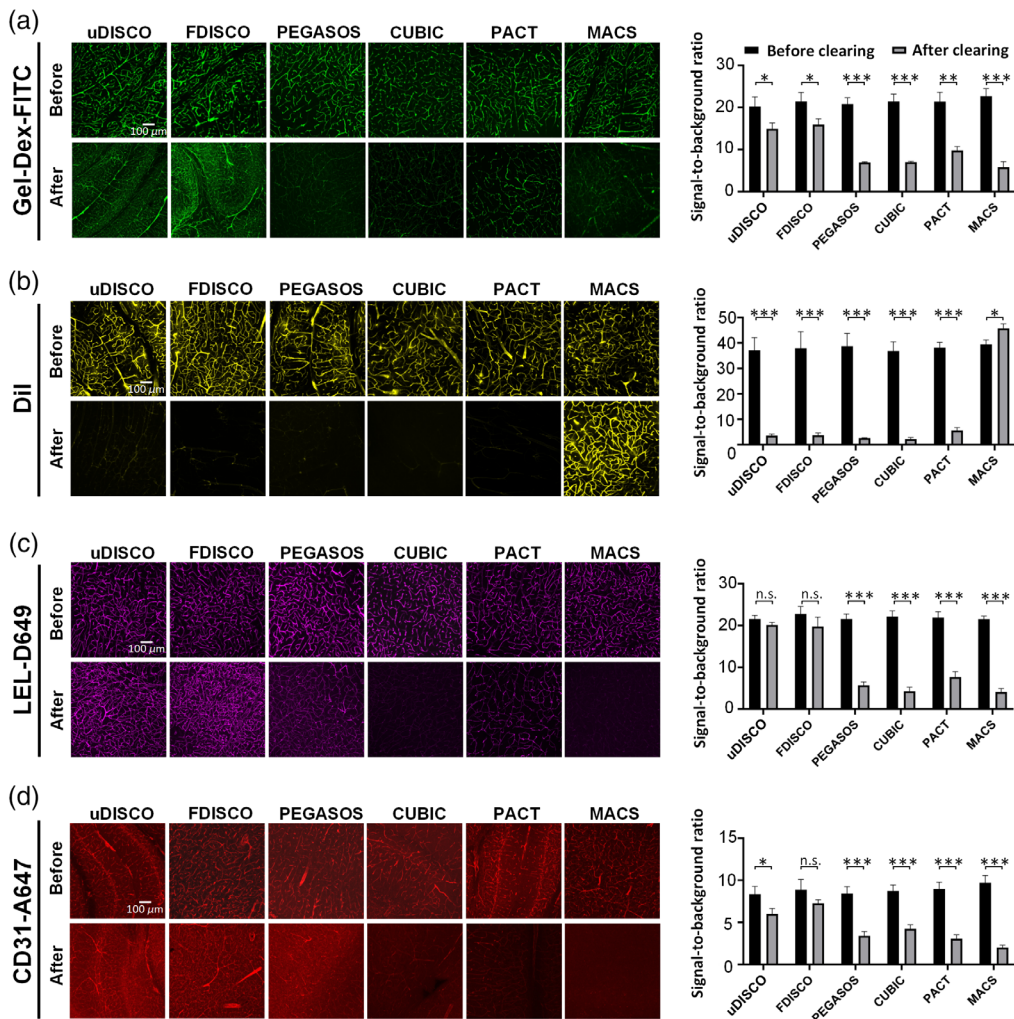 (a)
uDISCO FDISCO PEGASOS CUBIC PACT MACS
Gel-Dex-FITC
Before
100 µm
After
Before clearing After clearing
Signal-to-background ratio
30
20
10
0
* * *** *** ** ***
uDISCO FDISCO PEGASOS CUBIC PACT MACS
(b)
uDISCO FDISCO PEGASOS CUBIC PACT MACS
DiI
Before
100 µm
After
Signal-to-background ratio
50
40
30
20
10
0
*** *** *** *** *** *
uDISCO FDISCO PEGASOS CUBIC PACT MACS
(c)
uDISCO FDISCO PEGASOS CUBIC PACT MACS
LEL-D649
Before
100 µm
After
Signal-to-background ratio
30
20
10
0
n.s. n.s. *** *** *** ***
uDISCO FDISCO PEGASOS CUBIC PACT MACS
(d)
uDISCO FDISCO PEGASOS CUBIC PACT MACS
CD31-A647
Before
100 µm
After
Signal-to-background ratio
15
10
5
0
* n.s. *** *** *** ***
uDISCO FDISCO PEGASOS CUBIC PACT MACS